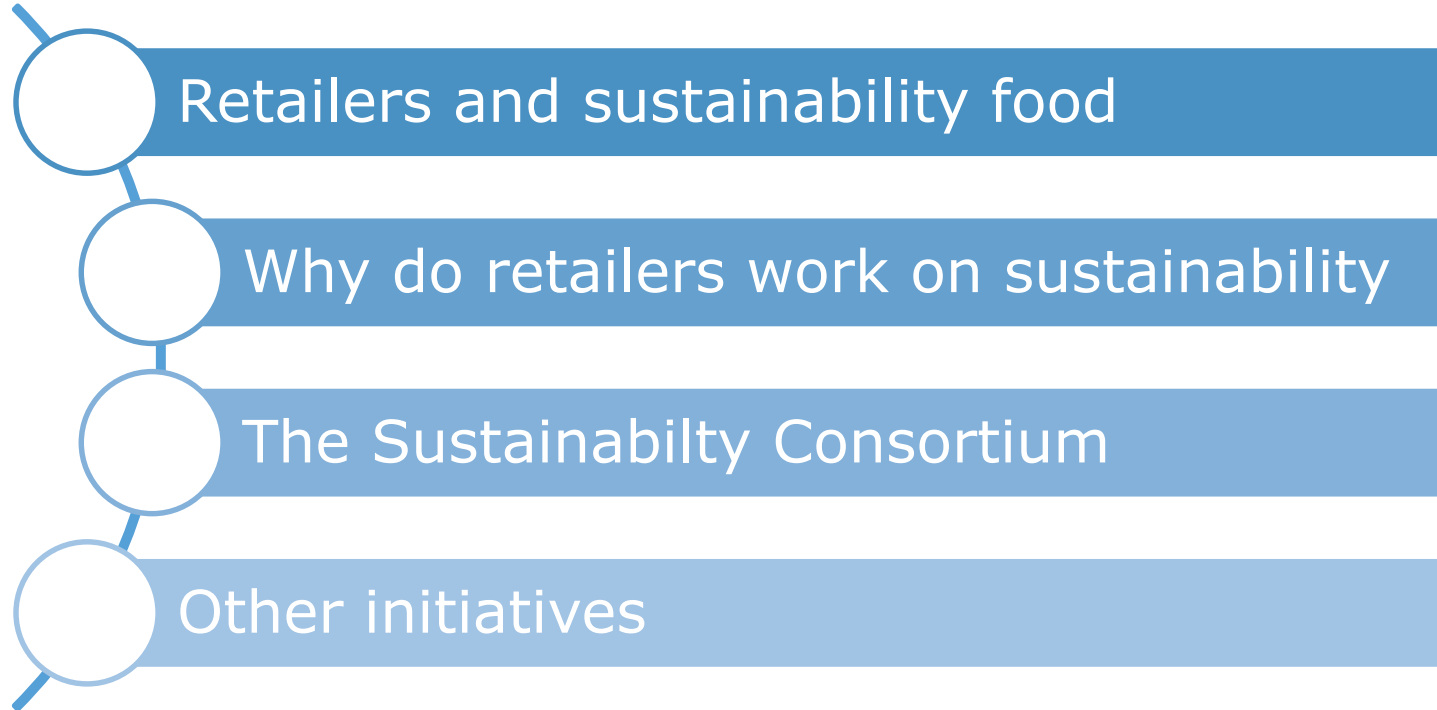 Retailers and sustainability food
Why do retailers work on sustainability
The Sustainabilty Consortium
Other initiatives